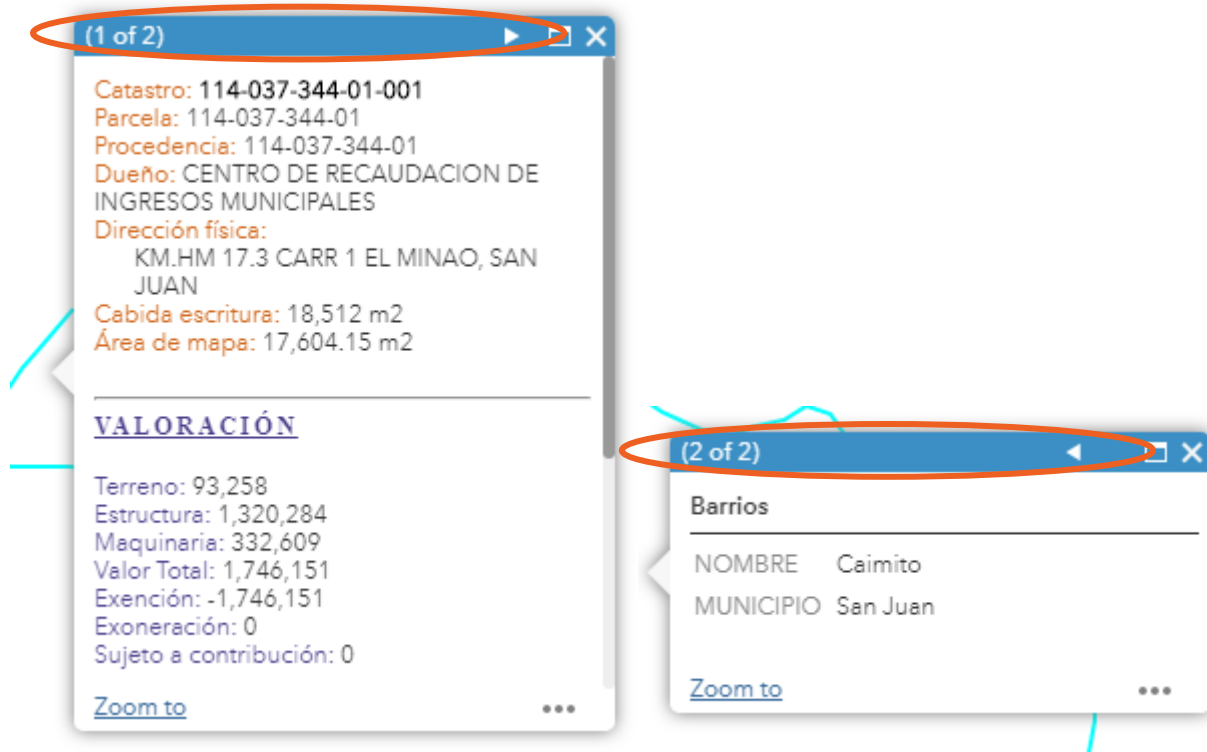 (1 of 2)
Catastro: 114-037-344-01-001
Parcela: 114-037-344-01
Procedencia: 114-037-344-01
Dueño: CENTRO DE RECAUDACION DE
INGRESOS MUNICIPALES
Dirección física:
KM.HM 17.3 CARR 1 EL MINAO, SAN
JUAN
Cabida escritura: 18,512 m2
Área de mapa: 17,604.15 m2
VALORACIÓN
Terreno: 93,258
Estructura: 1,320,284
Maquinaria: 332,609
Valor Total: 1,746,151
Exención: -1,746,151
Exoneración: 0
Sujeto a contribución: 0
Zoom to
(2 of 2)
Barrios
NOMBRE Caimito
MUNICIPIO San Juan
Zoom to